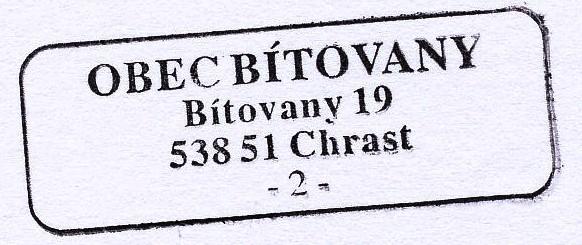 OBEC BÍTOVANY
Bítovany 19
538 51 Chrast
- 2 -